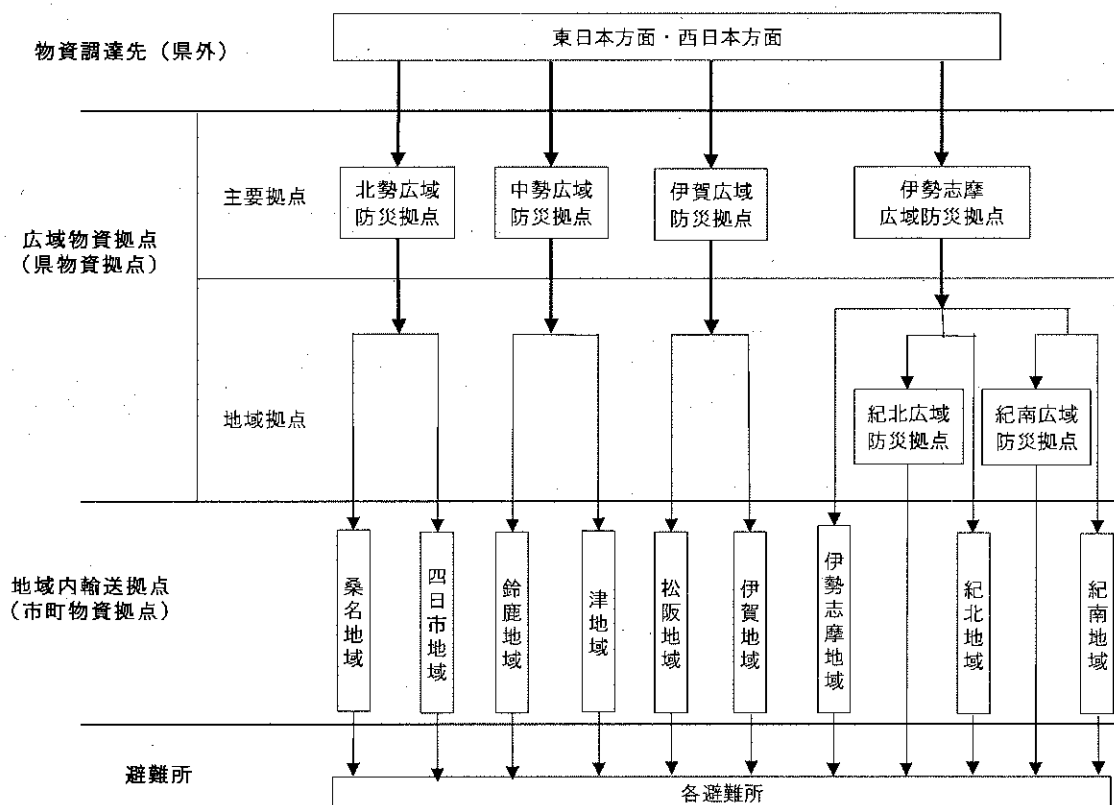 物資調達先（県外）
東日本方面・西日本方面
広域物資拠点
（県物資拠点）
主要拠点
北勢広域
防災拠点
中勢広域
防災拠点
伊賀広域
防災拠点
伊勢志摩
広域防災拠点
地域拠点
紀北広域
防災拠点
紀南広域
防災拠点
地域内輸送拠点
（市町物資拠点）
桑名地域
四日市地域
鈴鹿地域
津地域
松阪地域
伊賀地域
伊勢志摩地域
紀北地域
紀南地域
避難所
各避難所